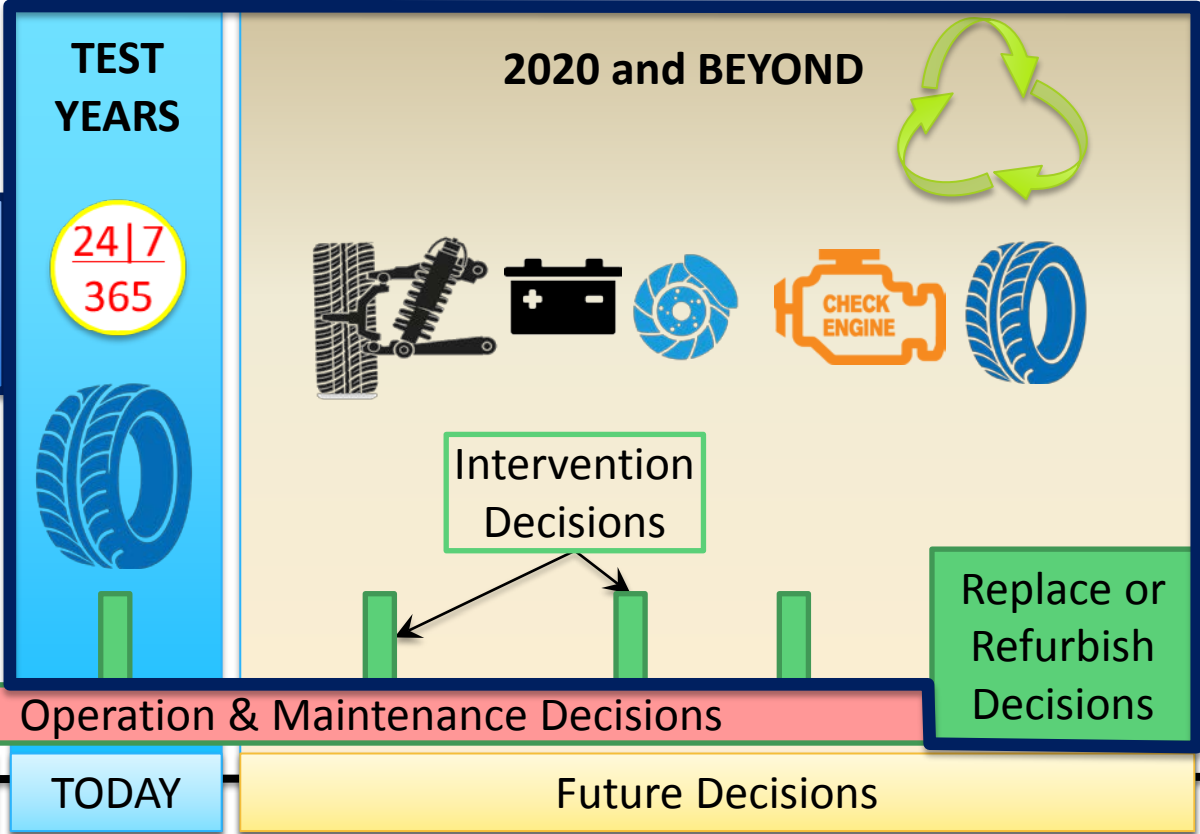 TEST
YEARS
2020 and BEYOND
24|7
365
+ -
CHECK
ENGINE
Intervention
Decisions
Replace or
Refurbish
Decisions
Operation & Maintenance Decisions
TODAY
Future Decisions